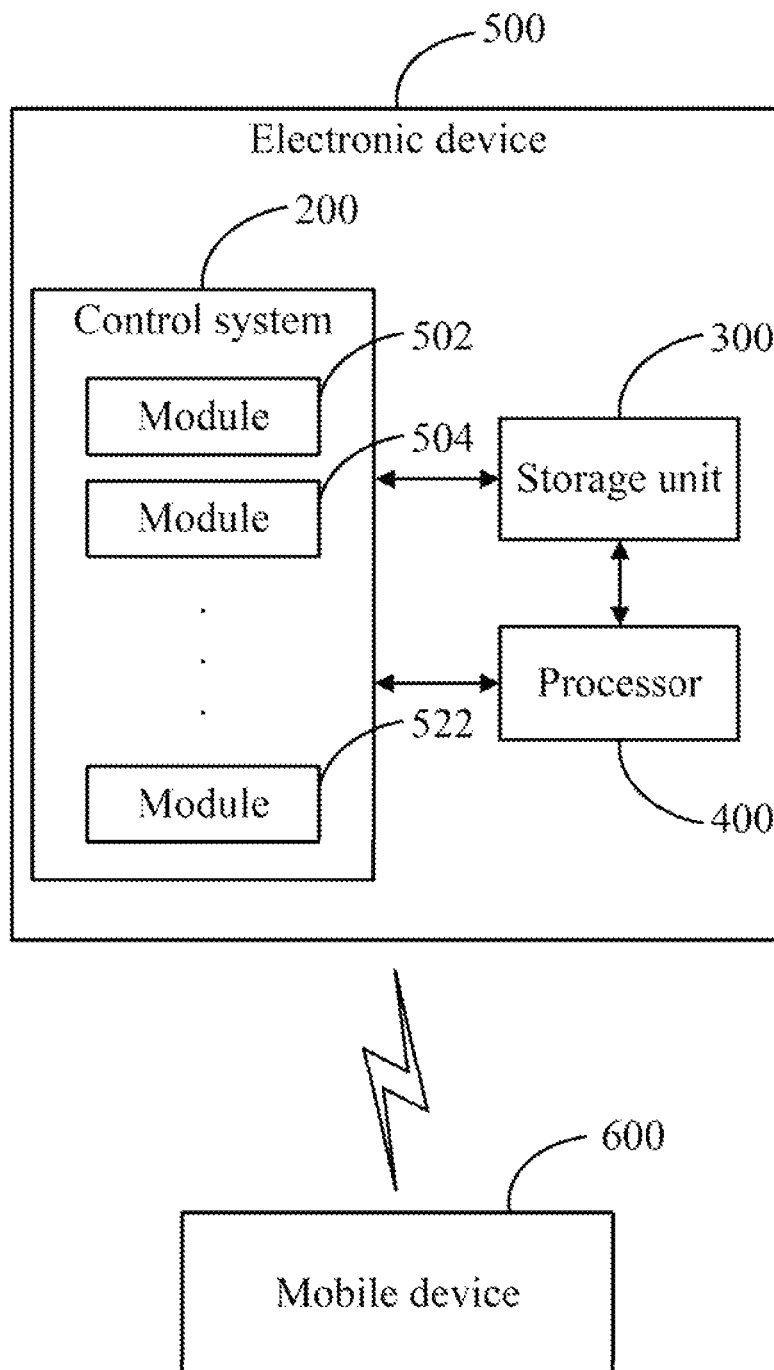 500
Electronic device
200
Control system
502
300
Module
504
Storage unit
Module
Processor
522
Module
400
600
Mobile device